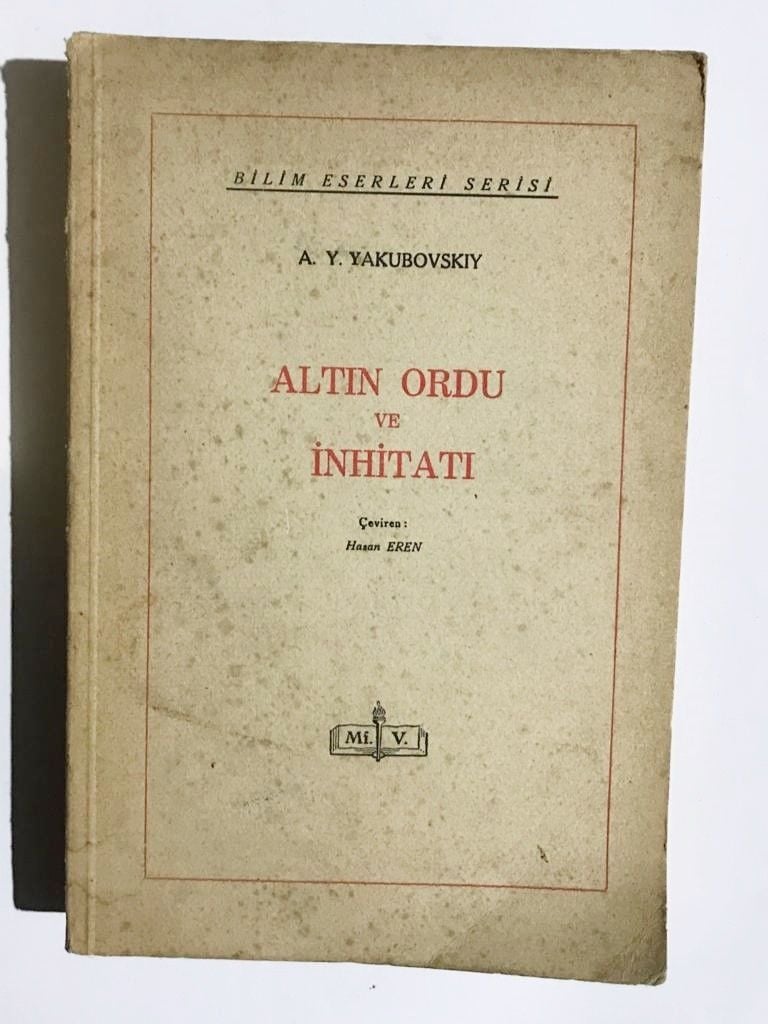 BİLİM ESERLERİ SERİSİ
A. Y. YAKUBOVSKIY
ALTIN ORDU
VE
İNHİTATI
Çeviren :
Hasan EREN
Mİ. V.